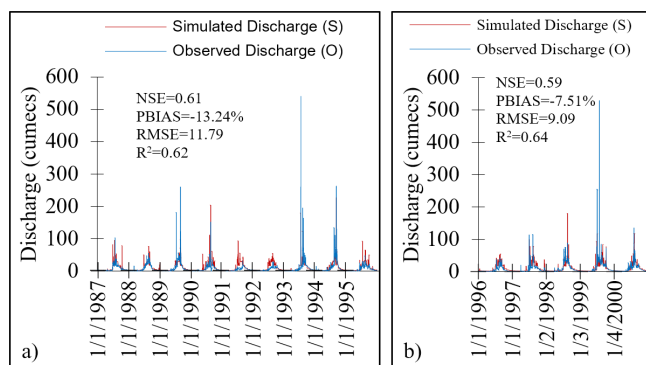 Simulated Discharge (S)
Observed Discharge (O)
Discharge (cumecs)
600
500
400
300
200
100
0
NSE=0.61
PBIAS=-13.24%
RMSE=11.79
R²=0.62
1/1/1987
1/1/1988
1/1/1989
1/1/1990
1/1/1991
1/1/1992
1/1/1993
1/1/1994
1/1/1995
a)
Simulated Discharge (S)
Observed Discharge (O)
Discharge (cumecs)
600
500
400
300
200
100
0
NSE=0.59
PBIAS=-7.51%
RMSE=9.09
R²=0.64
1/1/1996
1/1/1997
1/2/1998
1/3/1999
1/4/2000
b)